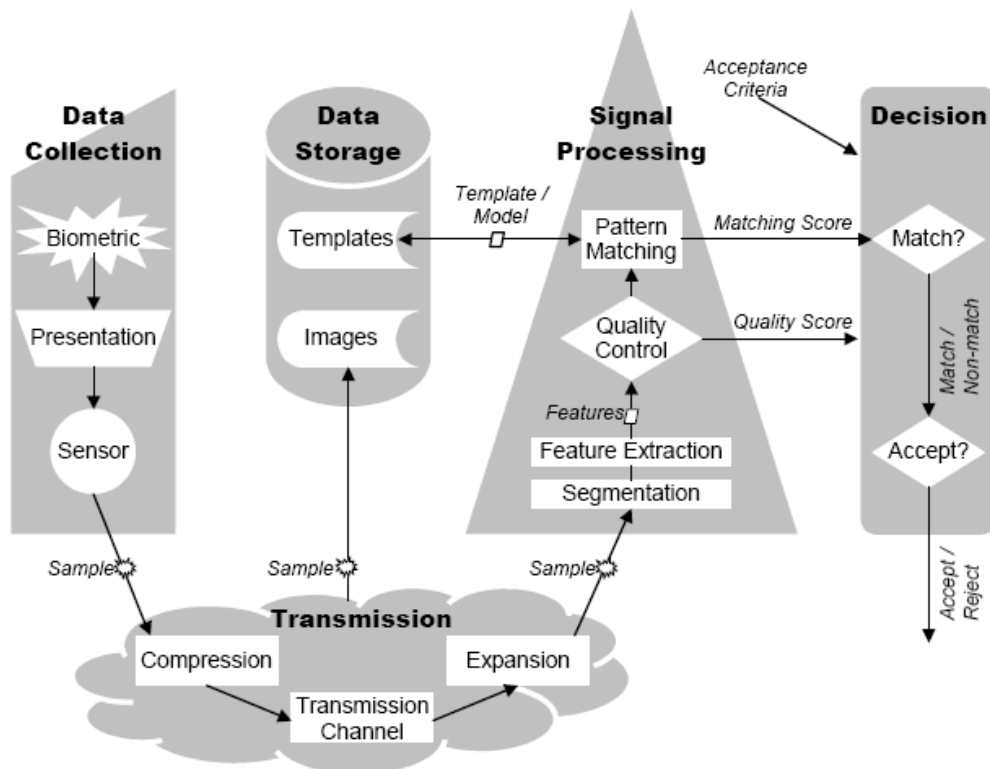 Data
Collection
Biometric
Presentation
Sensor
Sample
Data
Storage
Templates
Images
Sample
Template /
Model
Signal
Processing
Pattern
Matching
Quality
Control
Features
Feature Extraction
Segmentation
Sample
Matching Score
Quality Score
Acceptance
Criteria
Decision
Match?
Match /
Non-match
Accept?
Accept /
Reject
Transmission
Compression
Transmission
Channel
Expansion